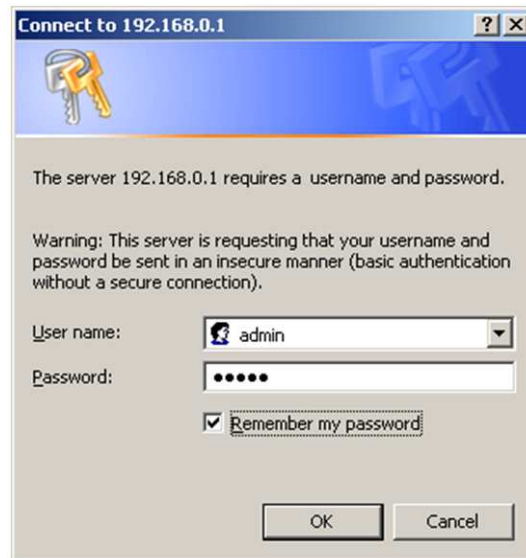 Connect to 192.168.0.1
The server 192.168.0.1 requires a username and password.
Warning: This server is requesting that your username and
password be sent in an insecure manner (basic authentication
without a secure connection).
User name:
admin
Password:
●●●●●
Remember my password
OK
Cancel